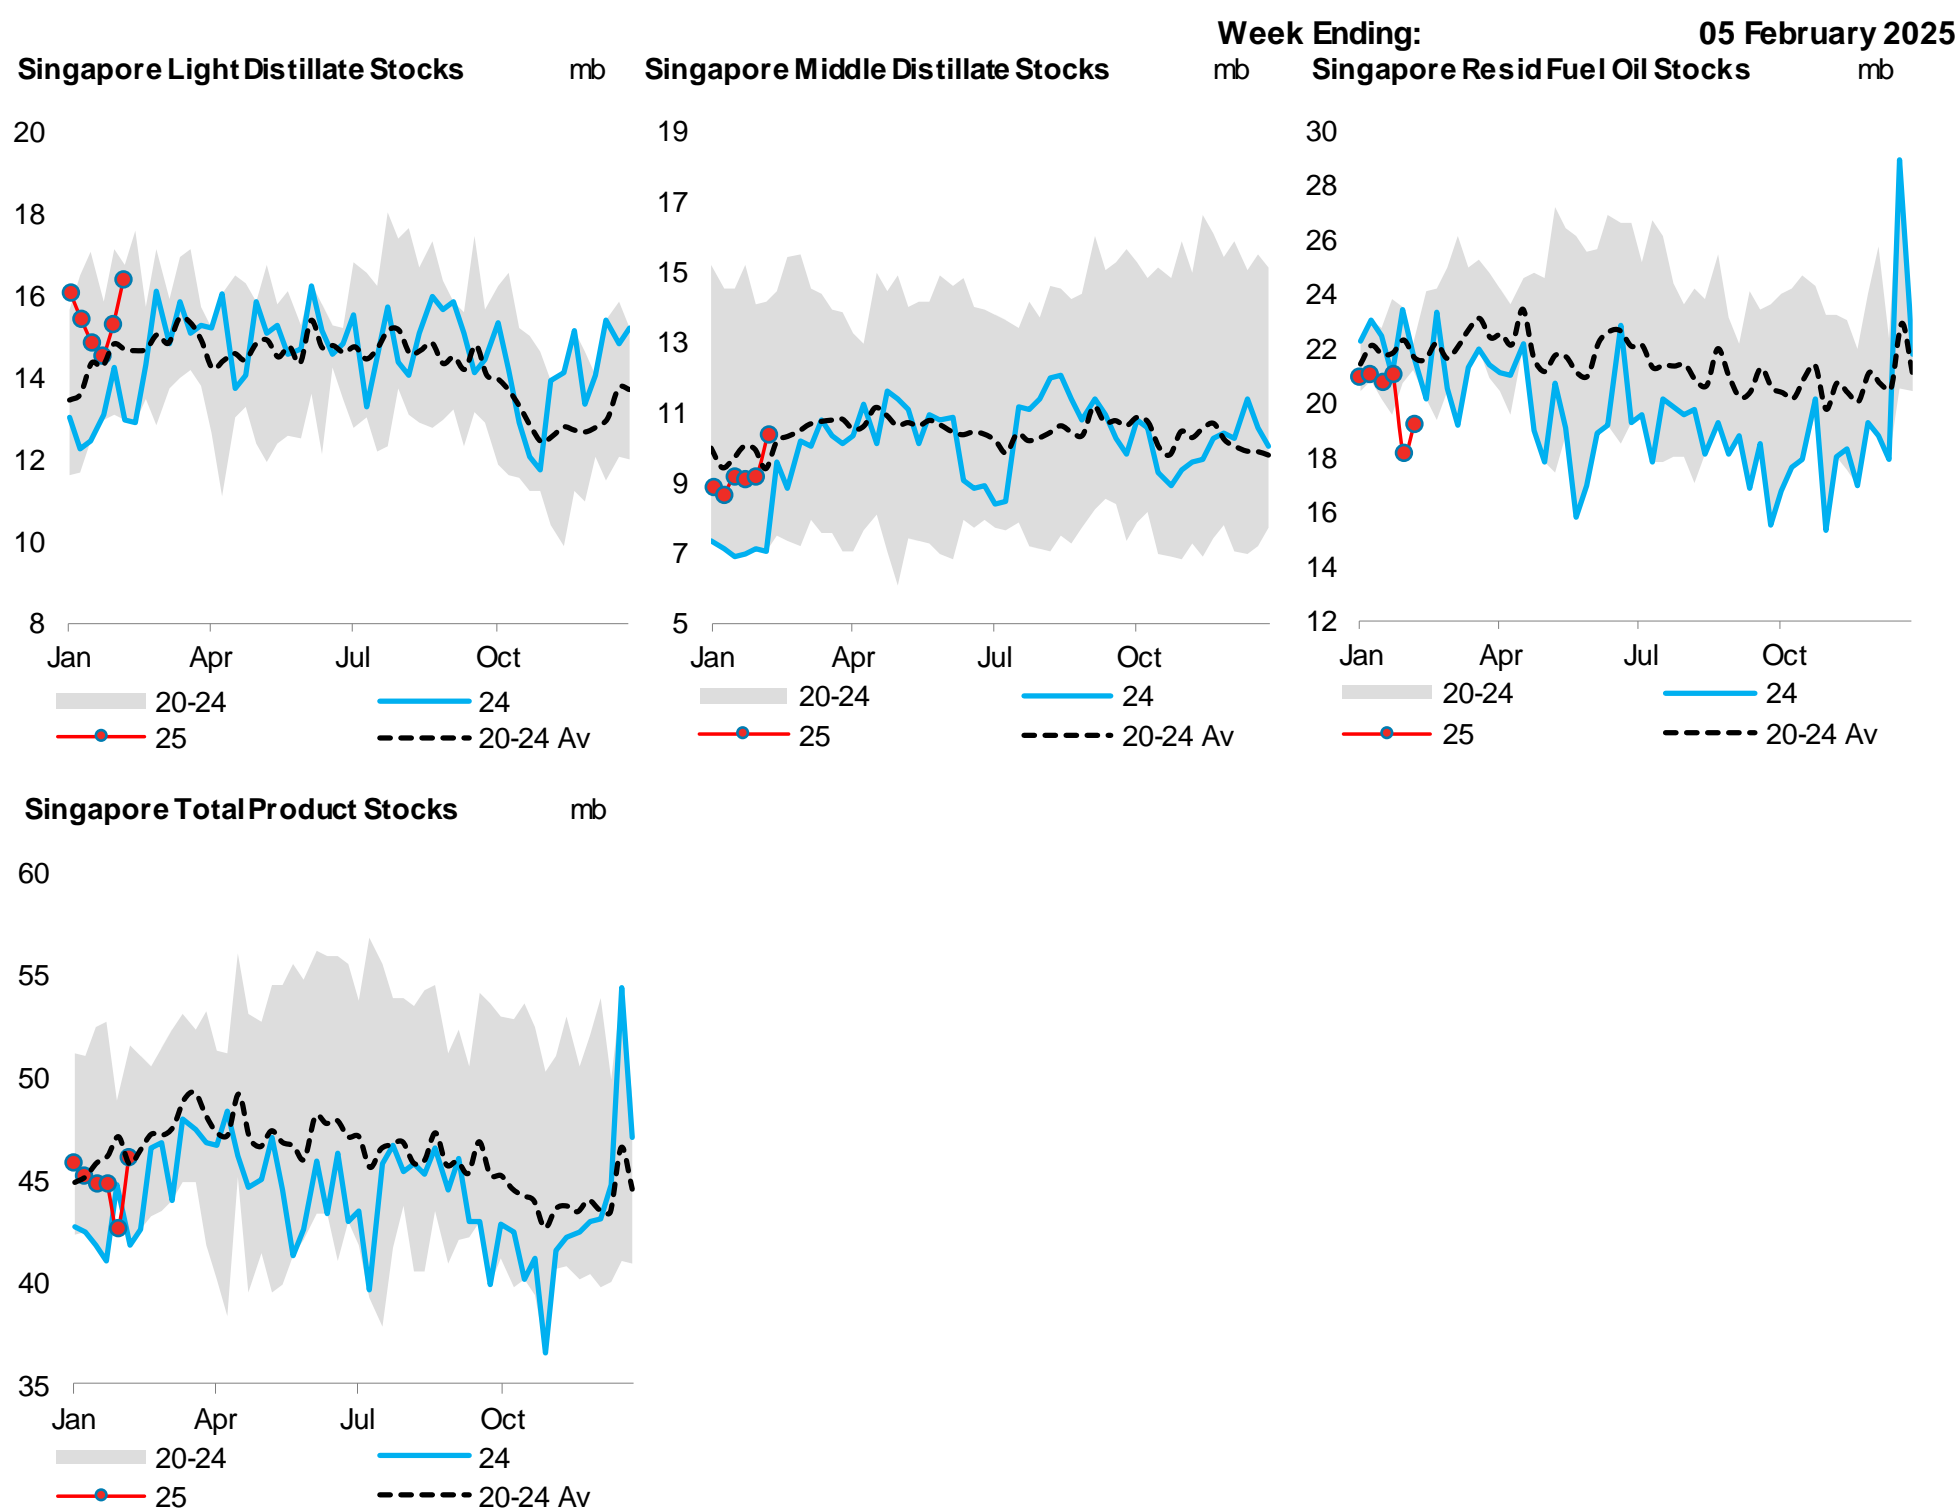 Week Ending: 05 February 2025
Singapore Light Distillate Stocks mb
20
18
16
14
12
10
8
Jan Apr Jul Oct
20-24 24
25 20-24 Av
Singapore Middle Distillate Stocks mb
19
17
15
13
11
9
7
5
Jan Apr Jul Oct
20-24 24
25 20-24 Av
Singapore Resid Fuel Oil Stocks mb
30
28
26
24
22
20
18
16
14
12
Jan Apr Jul Oct
20-24 24
25 20-24 Av
Singapore Total Product Stocks mb
60
55
50
45
40
35
Jan Apr Jul Oct
20-24 24
25 20-24 Av